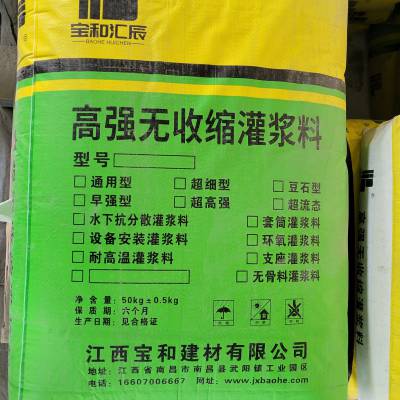 宝和汇辰
BAOHE HUICHEN
高强无收缩灌浆料
型号
通用型 超细型 豆石型
早强型 超高强 超流态
水下抗分散灌浆料 套筒灌浆料
设备安装灌浆料 环氧灌浆料
耐高温灌浆料 支座灌浆料
无骨料灌浆料
净含量：50kg±0.5kg
保质期：六个月
生产日期：见合格证
江西宝和建材有限公司
地址：江西省南昌市南昌县武阳镇工业园区
电话：16607006667 网址：www.jxbaohe.com